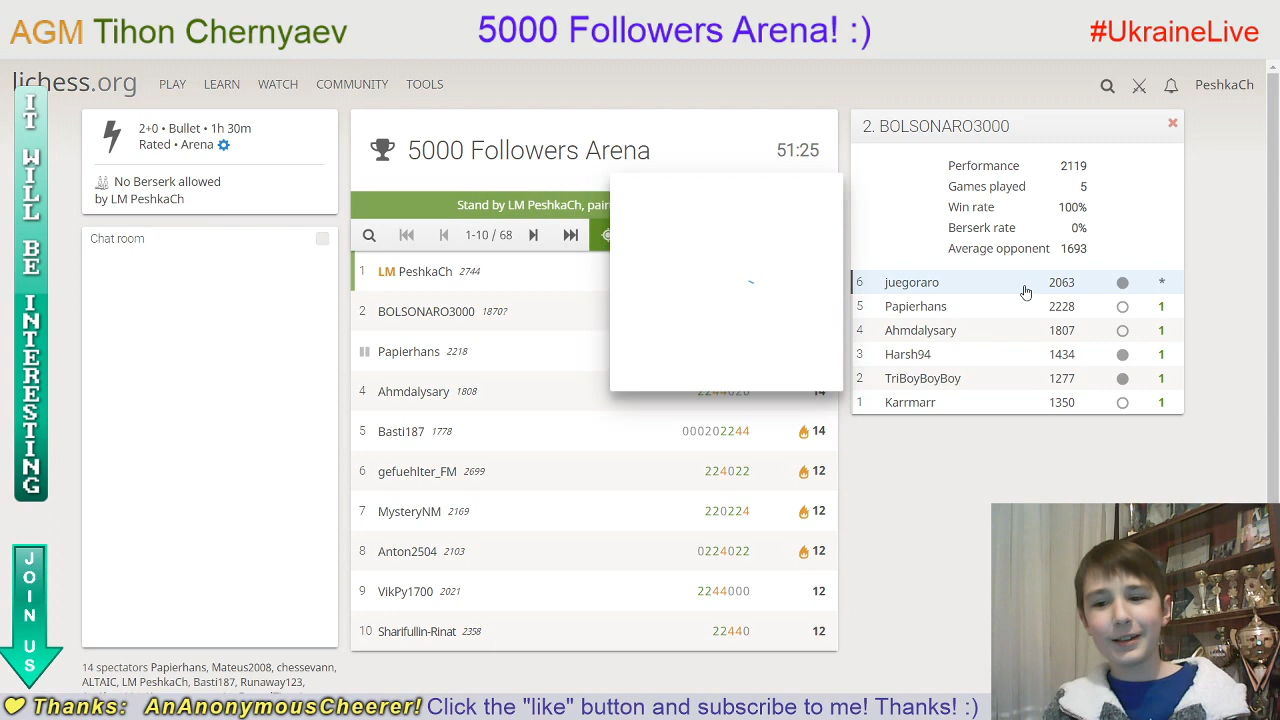 AGM Tihon Chernyaev
5000 Followers Arena! :)
#UkraineLive
lichess.org PLAY LEARN WATCH COMMUNITY TOOLS PeshkaCh
IT WILL BE INTERESTING
JOIN US
2+0 • Bullet • 1h 30m
Rated • Arena
No Berserk allowed
by LM PeshkaCh
Chat room
14 spectators Papierhans, Mateus2008, chessevann,
ALTAIC, LM PeshkaCh, Basti187, Runaway123,
5000 Followers Arena 51:25
Stand by LM PeshkaCh, pair
1-10 / 68
1 LM PeshkaCh 2744
2 BOLSONARO3000 1870?
Papierhans 2218
4 Ahmdalysary 1808 2244020 14
5 Basti187 1778 000202244 14
6 gefuehlter_FM 2699 224022 12
7 MysteryNM 2169 220224 12
8 Anton2504 2103 0224022 12
9 VikPy1700 2021 2244000 12
10 Sharifullin-Rinat 2358 22440 12
2. BOLSONARO3000
Performance 2119
Games played 5
Win rate 100%
Berserk rate 0%
Average opponent 1693
6 juegoraro 2063 *
5 Papierhans 2228 1
4 Ahmdalysary 1807 1
3 Harsh94 1434 1
2 TriBoyBoyBoy 1277 1
1 Karrmarr 1350 1
Thanks: AnAnonymousCheerer! Click the "like" button and subscribe to me! Thanks! :)